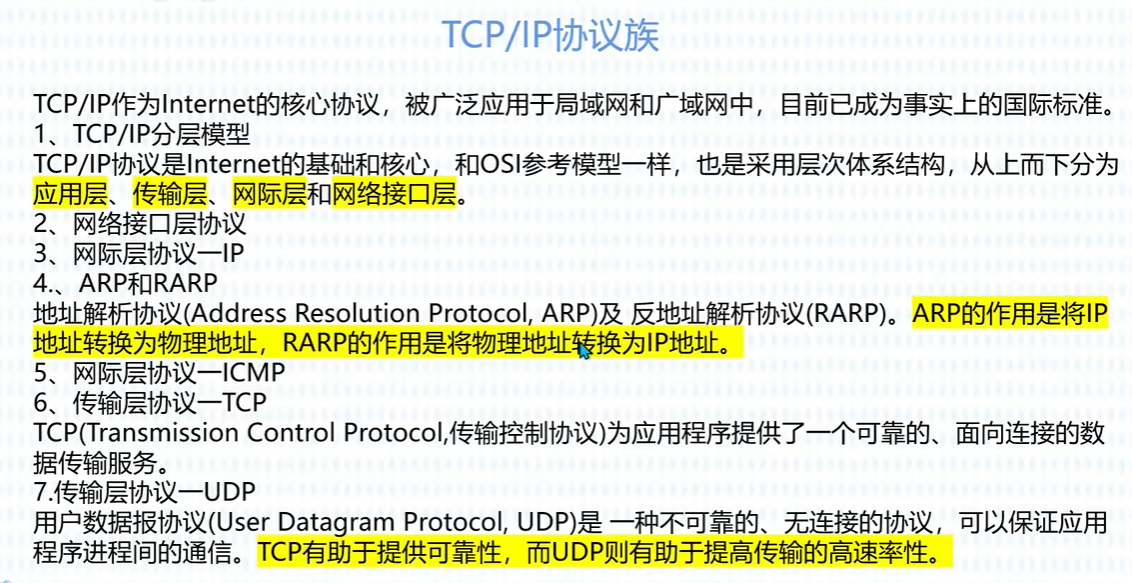 TCP/IP协议族
TCP/IP作为Internet的核心协议，被广泛应用于局域网和广域网中，目前已成为事实上的国际标准。
1、TCP/IP分层模型
TCP/IP协议是Internet的基础和核心，和OSI参考模型一样，也是采用层次体系结构，从上而下分为
应用层、传输层、网际层和网络接口层。
2、网络接口层协议
3、网际层协议—IP
4.、ARP和RARP
地址解析协议(Address Resolution Protocol, ARP)及 反地址解析协议(RARP)。ARP的作用是将IP
地址转换为物理地址，RARP的作用是将物理地址转换为IP地址。
5、网际层协议—ICMP
6、传输层协议—TCP
TCP(Transmission Control Protocol,传输控制协议)为应用程序提供了一个可靠的、面向连接的数
据传输服务。
7.传输层协议—UDP
用户数据报协议(User Datagram Protocol, UDP)是 一种不可靠的、无连接的协议，可以保证应用
程序进程间的通信。TCP有助于提供可靠性，而UDP则有助于提高传输的高速率性。